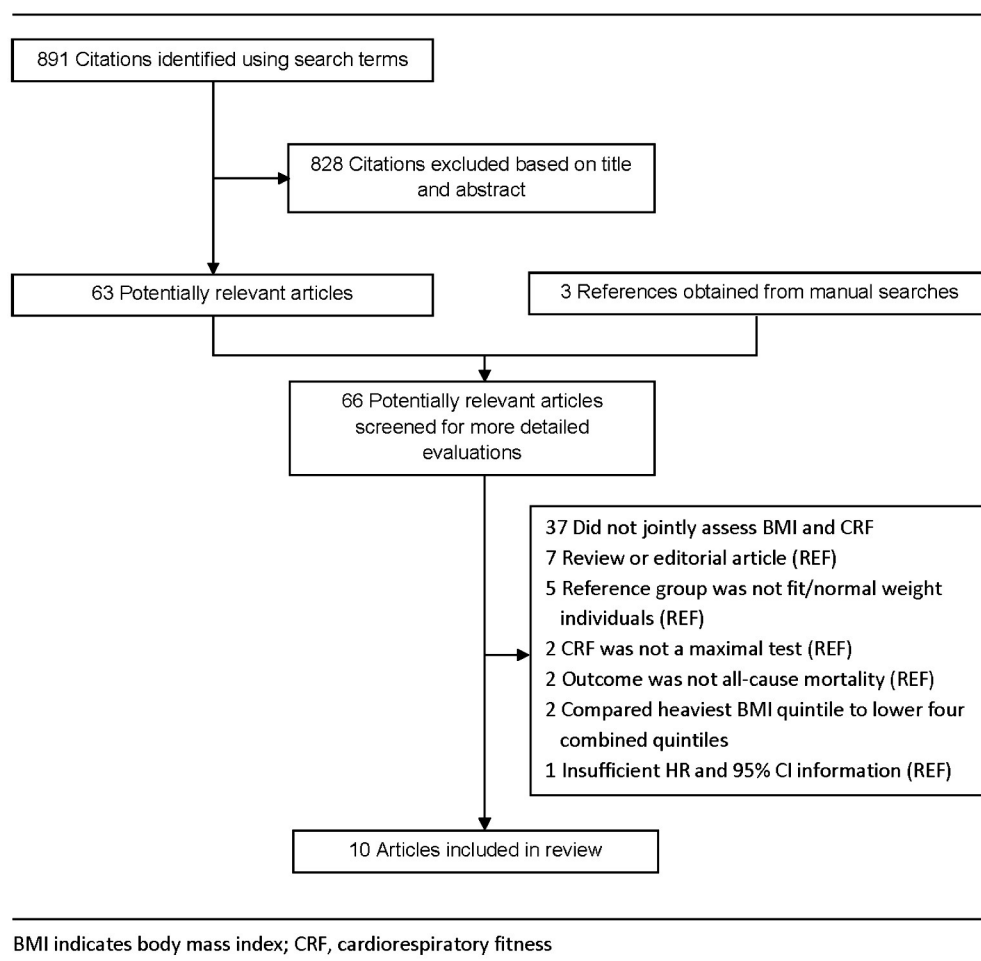 891 Citations identified using search terms
828 Citations excluded based on title
and abstract
63 Potentially relevant articles
3 References obtained from manual searches
66 Potentially relevant articles
screened for more detailed
evaluations
37 Did not jointly assess BMI and CRF
7 Review or editorial article (REF)
5 Reference group was not fit/normal weight
individuals (REF)
2 CRF was not a maximal test (REF)
2 Outcome was not all-cause mortality (REF)
2 Compared heaviest BMI quintile to lower four
combined quintiles
1 Insufficient HR and 95% CI information (REF)
10 Articles included in review
BMI indicates body mass index; CRF, cardiorespiratory fitness